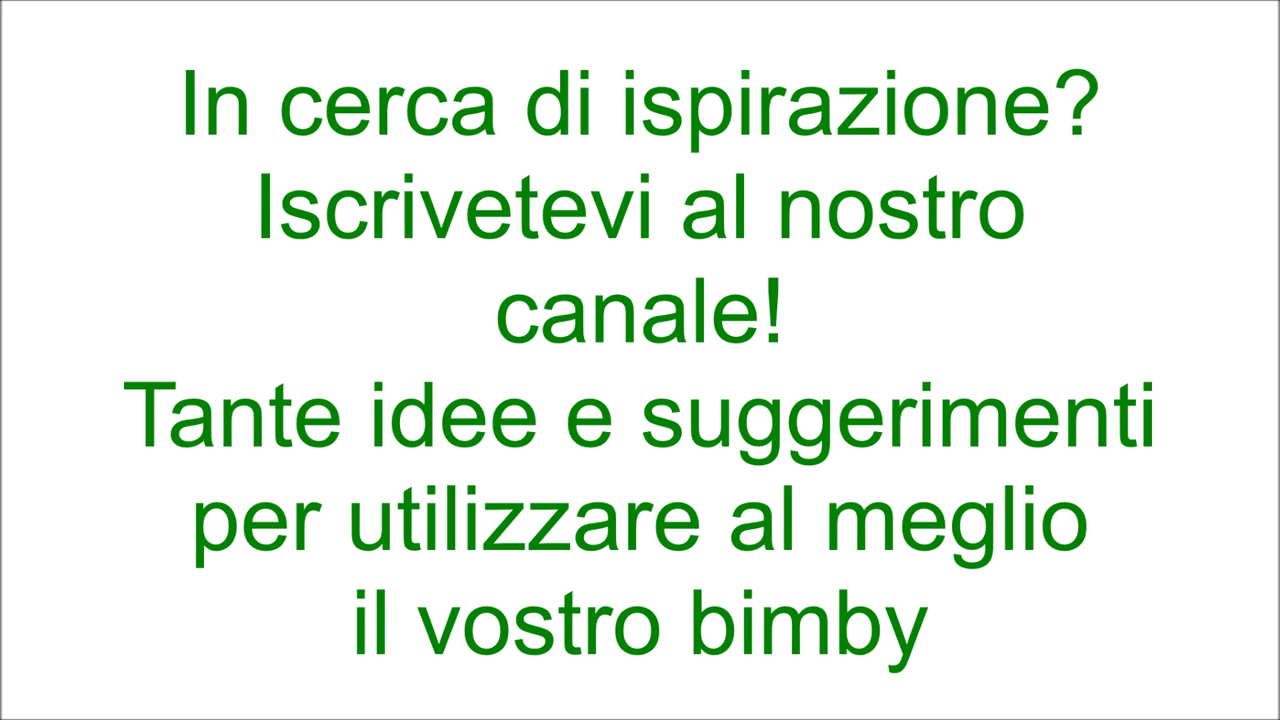 In cerca di ispirazione?
Iscrivetevi al nostro
canale!
Tante idee e suggerimenti
per utilizzare al meglio
il vostro bimby